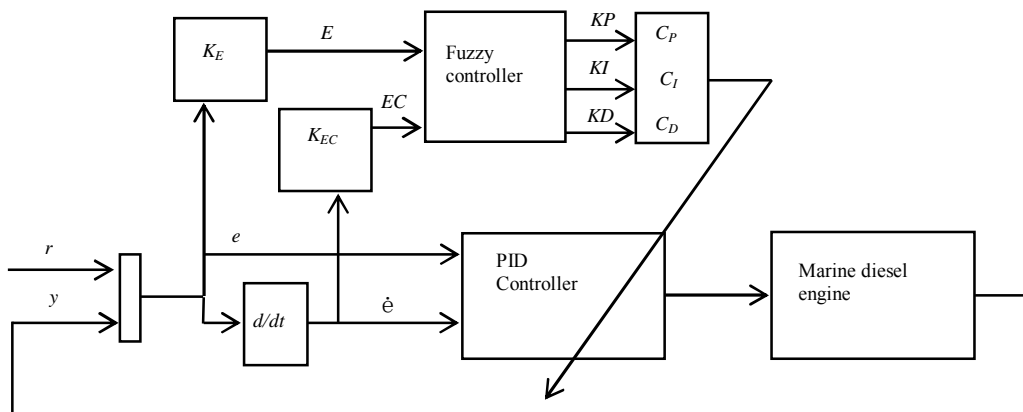 K_E
E
Fuzzy
controller
KP
KI
KD
C_P
C_I
C_D
EC
K_EC
r
y
e
d/dt
ė
PID
Controller
Marine diesel
engine